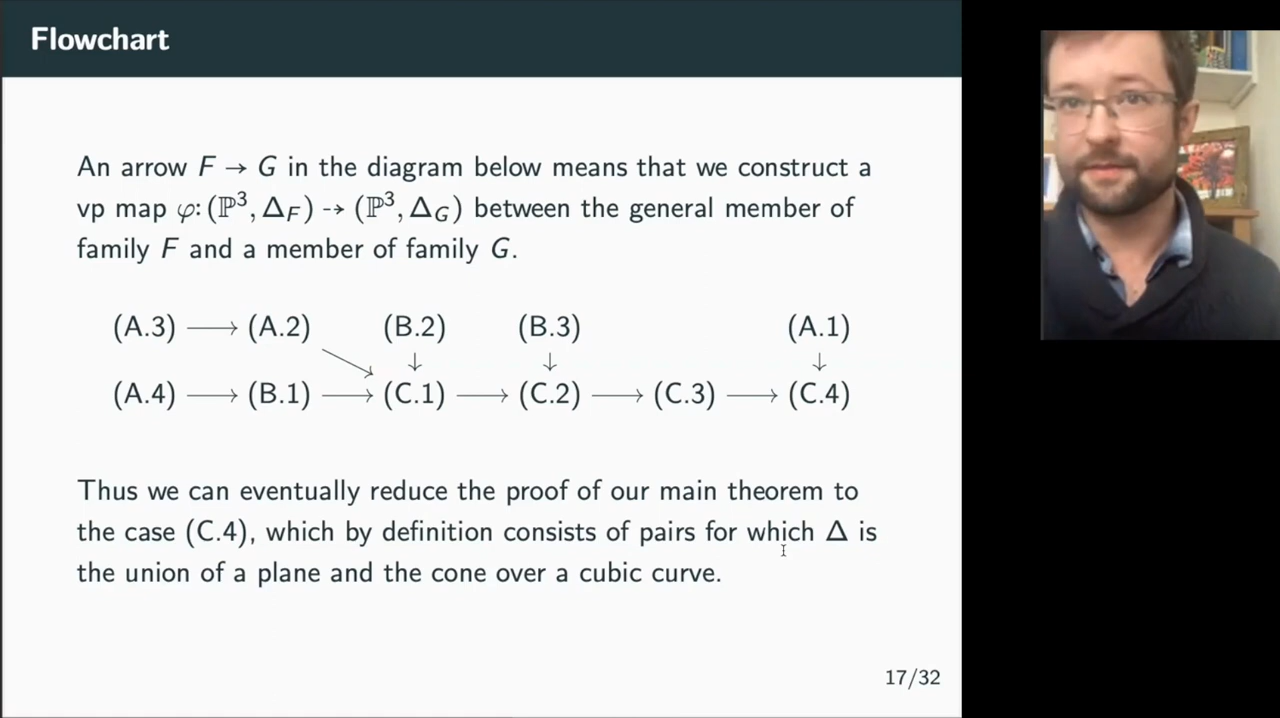 Flowchart
An arrow F → G in the diagram below means that we construct a
vp map φ: (ℙ³, Δ_F) ⇢ (ℙ³, Δ_G) between the general member of
family F and a member of family G.
(A.3) ⟶ (A.2) (B.2) (B.3) (A.1)
↘ ↓ ↓ ↓
(A.4) ⟶ (B.1) ⟶ (C.1) ⟶ (C.2) ⟶ (C.3) ⟶ (C.4)
Thus we can eventually reduce the proof of our main theorem to
the case (C.4), which by definition consists of pairs for which Δ is
the union of a plane and the cone over a cubic curve.
17/32